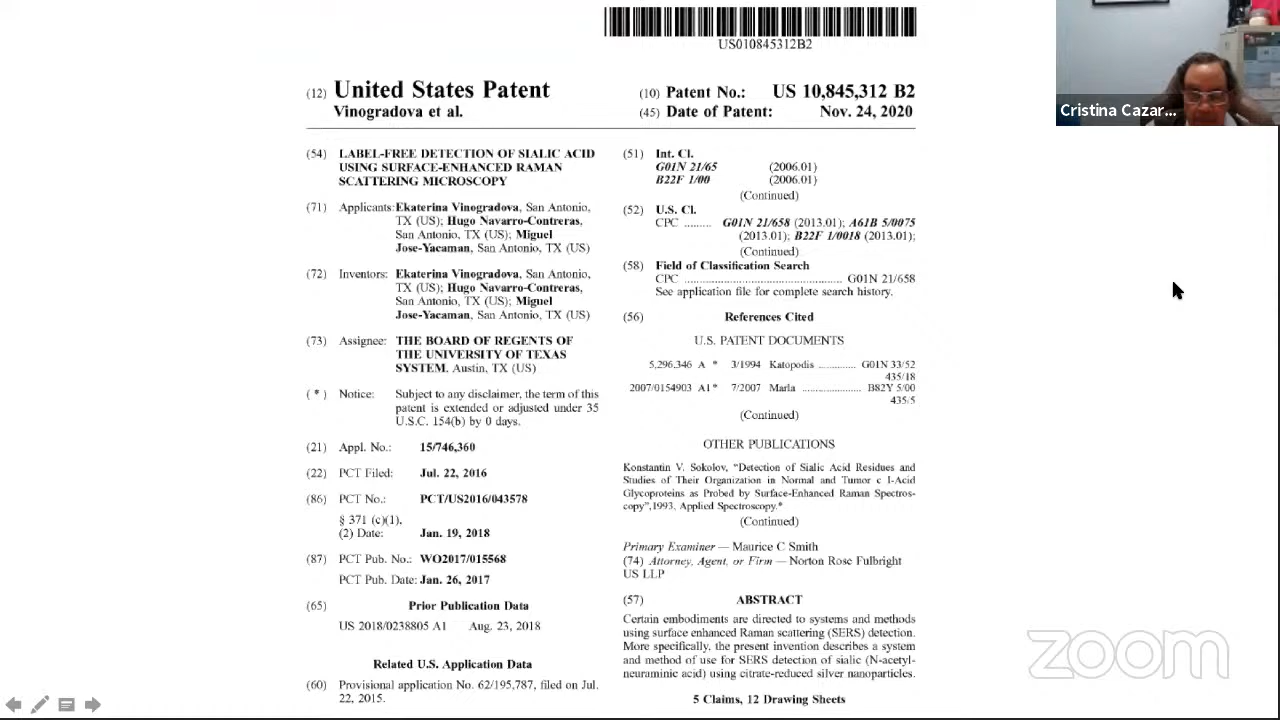 US010845312B2
(12) United States Patent
Vinogradova et al.
(10) Patent No.: US 10,845,312 B2
(45) Date of Patent: Nov. 24, 2020
(54) LABEL-FREE DETECTION OF SIALIC ACID
USING SURFACE-ENHANCED RAMAN
SCATTERING MICROSCOPY
(71) Applicants: Ekaterina Vinogradova, San Antonio,
TX (US); Hugo Navarro-Contreras,
San Antonio, TX (US); Miguel
Jose-Yacaman, San Antonio, TX (US)
(72) Inventors: Ekaterina Vinogradova, San Antonio,
TX (US); Hugo Navarro-Contreras,
San Antonio, TX (US); Miguel
Jose-Yacaman, San Antonio, TX (US)
(73) Assignee: THE BOARD OF REGENTS OF
THE UNIVERSITY OF TEXAS
SYSTEM, Austin, TX (US)
( * ) Notice: Subject to any disclaimer, the term of this
patent is extended or adjusted under 35
U.S.C. 154(b) by 0 days.
(21) Appl. No.: 15/746,360
(22) PCT Filed: Jul. 22, 2016
(86) PCT No.: PCT/US2016/043578
§ 371 (c)(1),
(2) Date: Jan. 19, 2018
(87) PCT Pub. No.: WO2017/015568
PCT Pub. Date: Jan. 26, 2017
(65) Prior Publication Data
US 2018/0238805 A1 Aug. 23, 2018
Related U.S. Application Data
(60) Provisional application No. 62/195,787, filed on Jul.
22, 2015.
(51) Int. Cl.
G01N 21/65 (2006.01)
B22F 1/00 (2006.01)
(Continued)
(52) U.S. Cl.
CPC ........ G01N 21/658 (2013.01); A61B 5/0075
(2013.01); B22F 1/0018 (2013.01);
(Continued)
(58) Field of Classification Search
CPC .................................................. G01N 21/658
See application file for complete search history.
(56) References Cited
U.S. PATENT DOCUMENTS
5,296,346 A * 3/1994 Katopodis ............. G01N 33/52
435/18
2007/0154903 A1* 7/2007 Marla ...................... B82Y 5/00
435/5
(Continued)
OTHER PUBLICATIONS
Konstantin V. Sokolov, "Detection of Sialic Acid Residues and
Studies of Their Organization in Normal and Tumor c I-Acid
Glycoproteins as Probed by Surface-Enhanced Raman Spectros-
copy",1993, Applied Spectroscopy.*
(Continued)
Primary Examiner — Maurice C Smith
(74) Attorney, Agent, or Firm — Norton Rose Fulbright
US LLP
(57) ABSTRACT
Certain embodiments are directed to systems and methods
using surface enhanced Raman scattering (SERS) detection.
More specifically, the present invention describes a system
and method of use for SERS detection of sialic (N-acetyl-
neuraminic acid) using citrate-reduced silver nanoparticles.
5 Claims, 12 Drawing Sheets
Cristina Cazar...
zoom